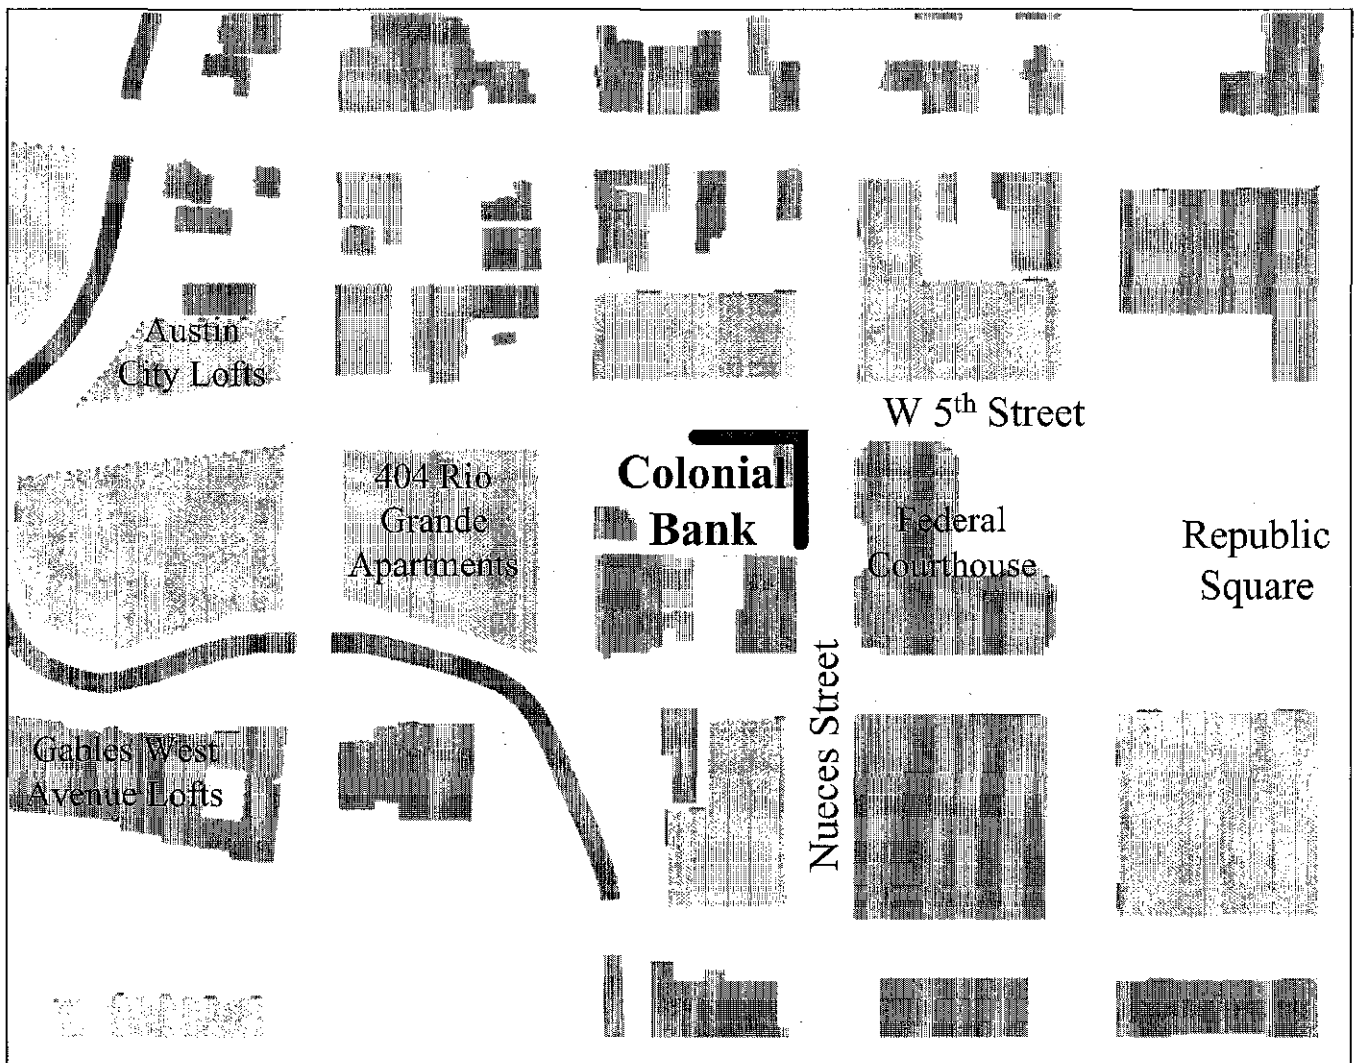 Austin
City Lofts
W 5th Street
404 Rio
Grande
Apartments
Colonial
Bank
Federal
Courthouse
Republic
Square
Nueces Street
Gables West
Avenue Lofts